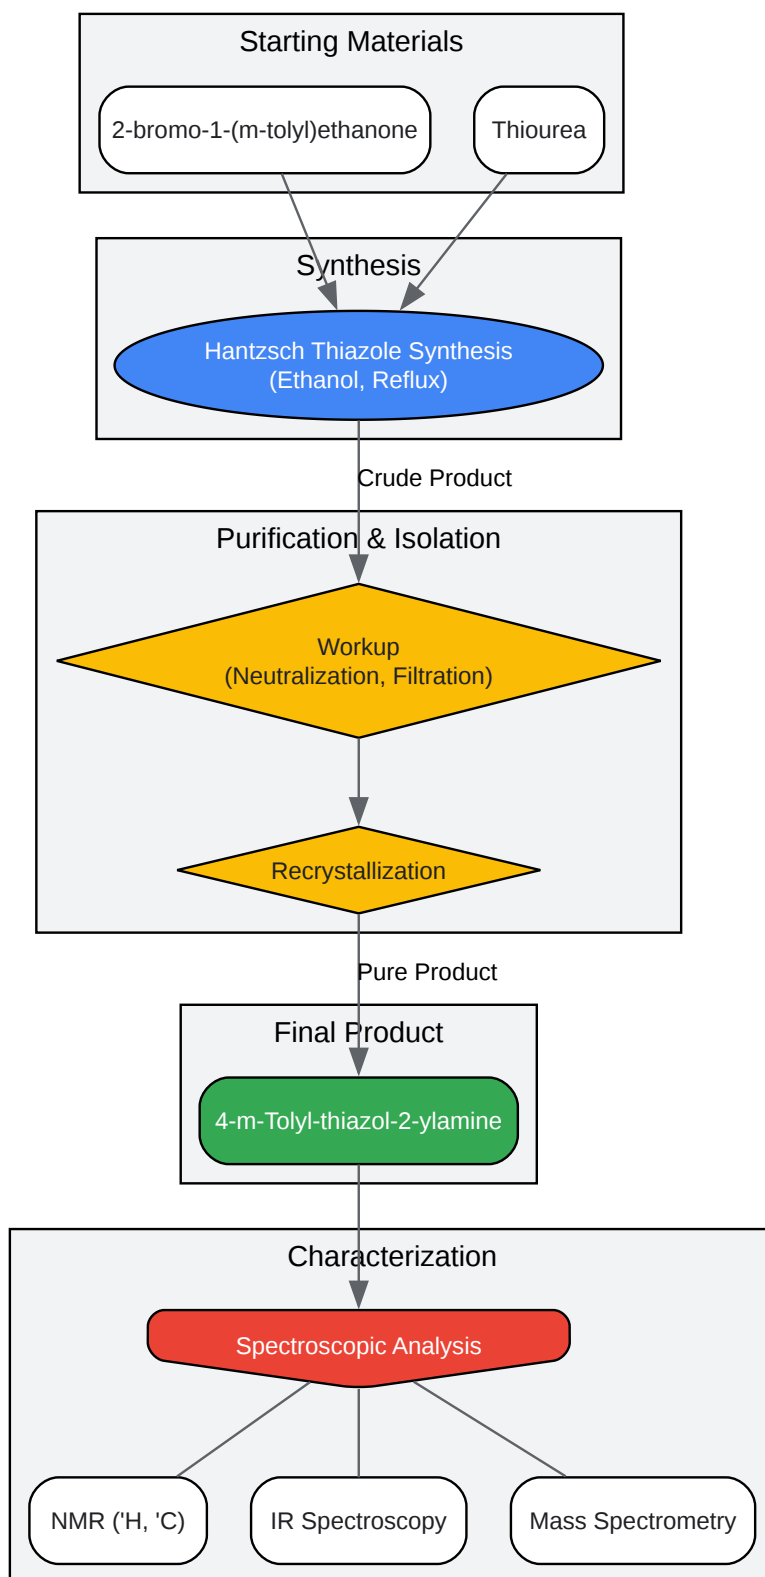 Starting Materials
2-bromo-1-(m-tolyl)ethanone
Thiourea
Synthesis
Hantzsch Thiazole Synthesis
(Ethanol, Reflux)
Crude Product
Purification & Isolation
Workup
(Neutralization, Filtration)
Recrystallization
Pure Product
Final Product
4-m-Tolyl-thiazol-2-ylamine
Characterization
Spectroscopic Analysis
NMR ('H, 'C)
IR Spectroscopy
Mass Spectrometry